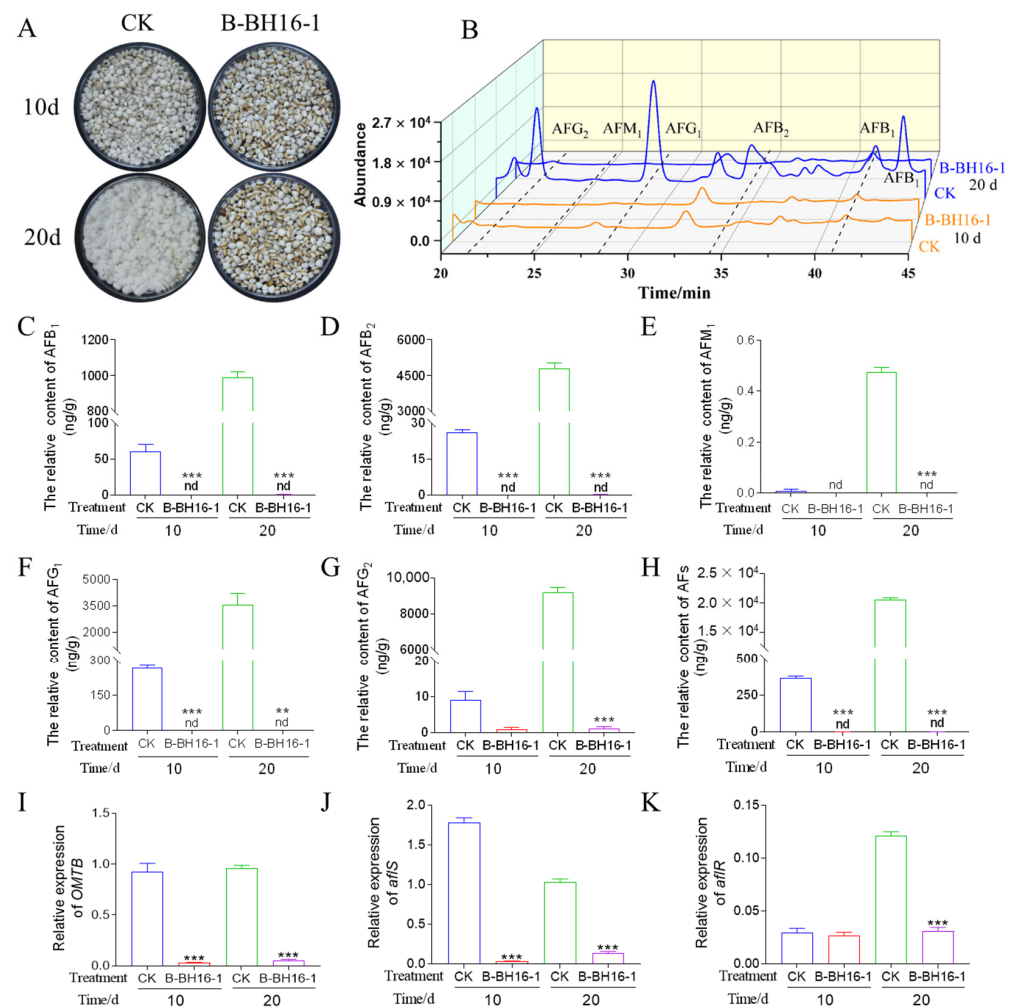 A
CK
B-BH16-1
10d
20d
B
Abundance
2.7 × 10⁴
1.8 × 10⁴
0.9 × 10⁴
0.0
AFG₂
AFM₁
AFG₁
AFB₂
AFB₁
B-BH16-1
20 d
CK
AFB₁
B-BH16-1
10 d
CK
20
25
30
35
40
45
Time/min
C
The relative content of AFB₁
(ng/g)
1200
1000
800
100
50
0
***
nd
***
nd
Treatment CK B-BH16-1 CK B-BH16-1
Time/d 10 20
D
The relative content of AFB₂
(ng/g)
6000
4500
3000
30
15
0
***
nd
***
nd
Treatment CK B-BH16-1 CK B-BH16-1
Time/d 10 20
E
The relative content of AFM₁
(ng/g)
0.6
0.4
0.2
0.0
nd
***
nd
Treatment CK B-BH16-1 CK B-BH16-1
Time/d 10 20
F
The relative content of AFG₁
(ng/g)
5000
3500
2000
300
150
0
***
nd
**
nd
Treatment CK B-BH16-1 CK B-BH16-1
Time/d 10 20
G
The relative content of AFG₂
(ng/g)
10,000
8000
6000
20
10
0
***
Treatment CK B-BH16-1 CK B-BH16-1
Time/d 10 20
H
The relative content of AFs
(ng/g)
2.5 × 10⁴
2.0 × 10⁴
1.5 × 10⁴
500
250
0
***
nd
***
nd
Treatment CK B-BH16-1 CK B-BH16-1
Time/d 10 20
I
Relative expression
of OMTB
1.5
1.0
0.5
0.0
***
***
Treatment CK B-BH16-1 CK B-BH16-1
Time/d 10 20
J
Relative expression
of aflS
2.0
1.5
1.0
0.5
0.0
***
***
Treatment CK B-BH16-1 CK B-BH16-1
Time/d 10 20
K
Relative expression
of aflR
0.15
0.10
0.05
0.00
***
Treatment CK B-BH16-1 CK B-BH16-1
Time/d 10 20